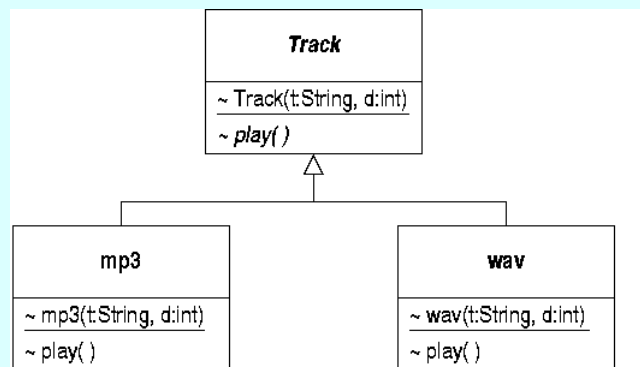 Track
~ Track(t:String, d:int)
~ play( )
mp3
~ mp3(t:String, d:int)
~ play( )
wav
~ wav(t:String, d:int)
~ play( )